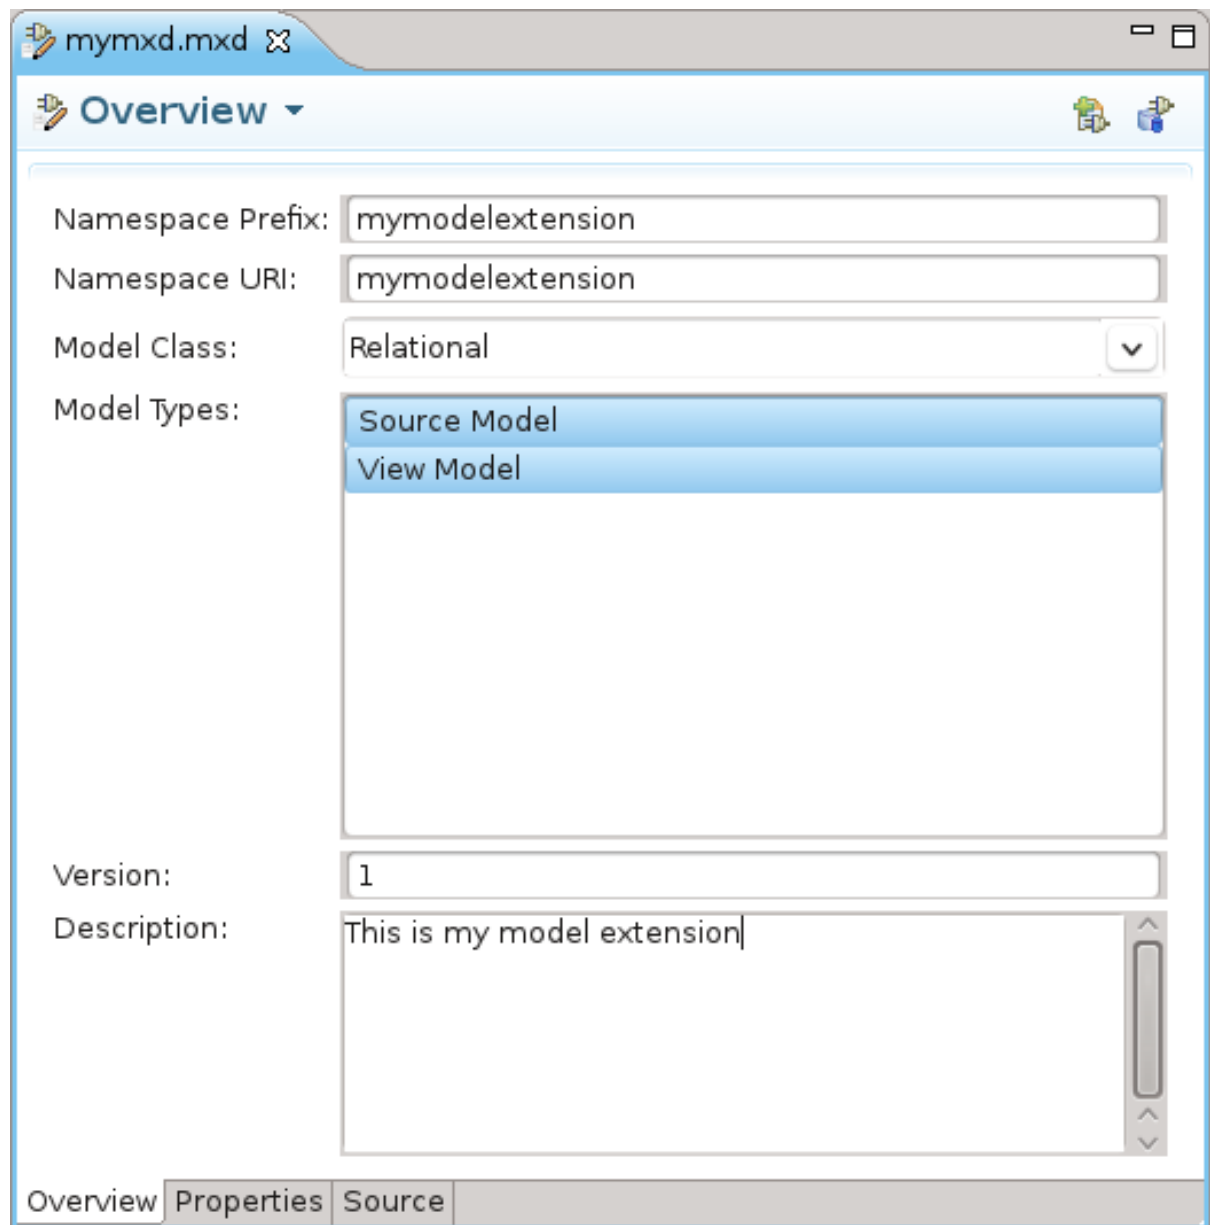 mymxd.mxd
Overview
Namespace Prefix: mymodelextension
Namespace URI: mymodelextension
Model Class: Relational
Model Types: Source Model
View Model
Version: 1
Description: This is my model extension
Overview Properties Source